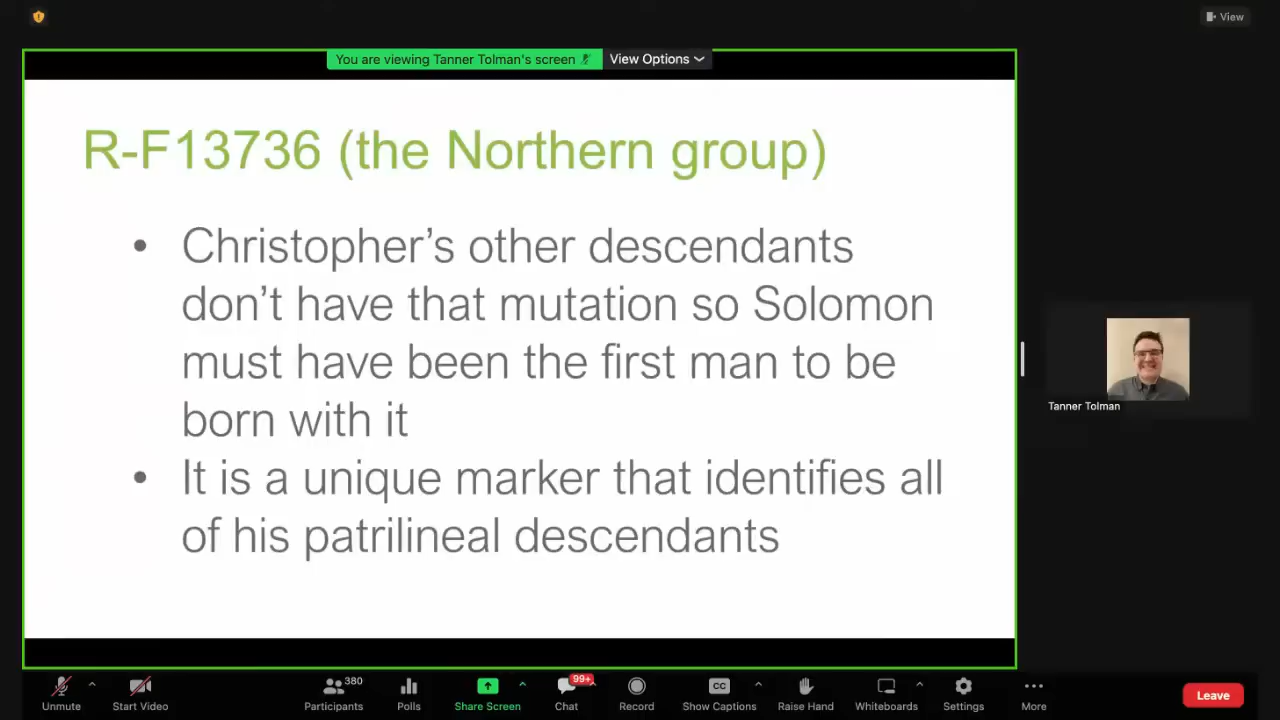 View
You are viewing Tanner Tolman's screen
View Options
R-F13736 (the Northern group)
• Christopher’s other descendants
don’t have that mutation so Solomon
must have been the first man to be
born with it
• It is a unique marker that identifies all
of his patrilineal descendants
Tanner Tolman
380
99+
CC
Unmute
Start Video
Participants
Polls
Share Screen
Chat
Record
Show Captions
Raise Hand
Whiteboards
Settings
More
Leave